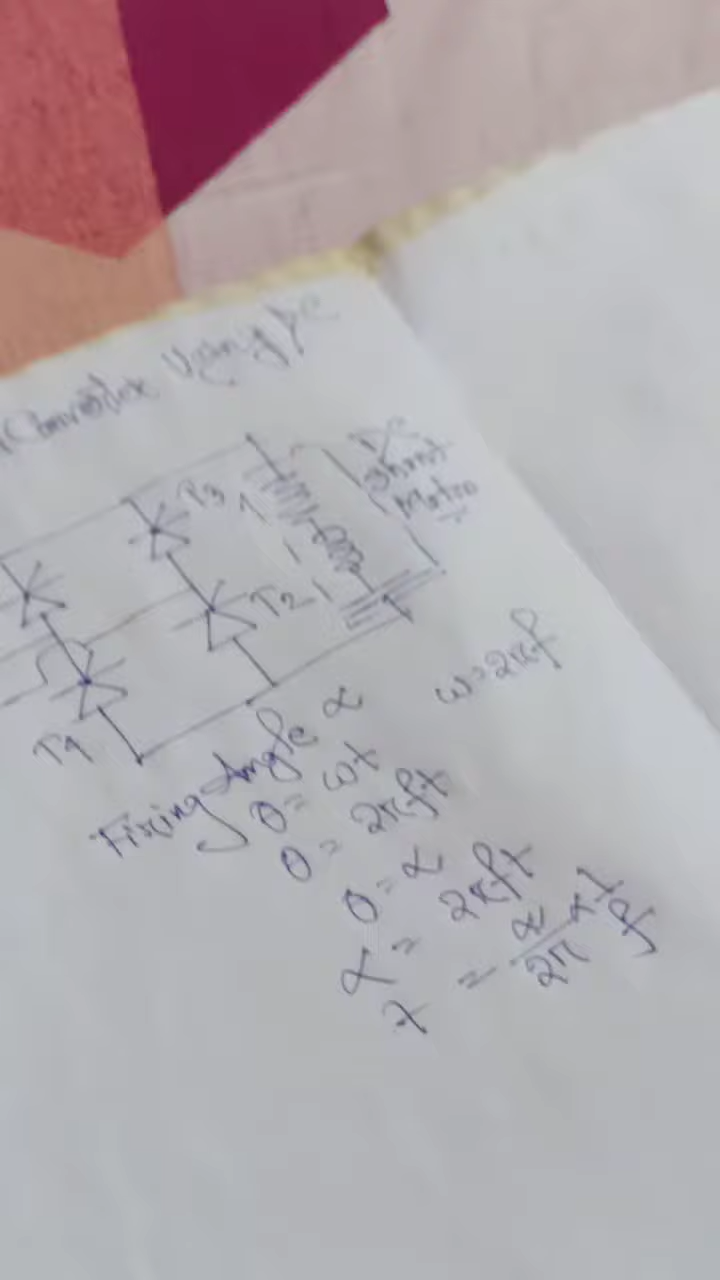 Converter Using DC
T3
DC
Shunt
Motor
T2
T4
ω=2πf
Firing Angle α
θ = ωt
θ = 2πft
θ = α
α = 2πft
t = α/2π × 1/f